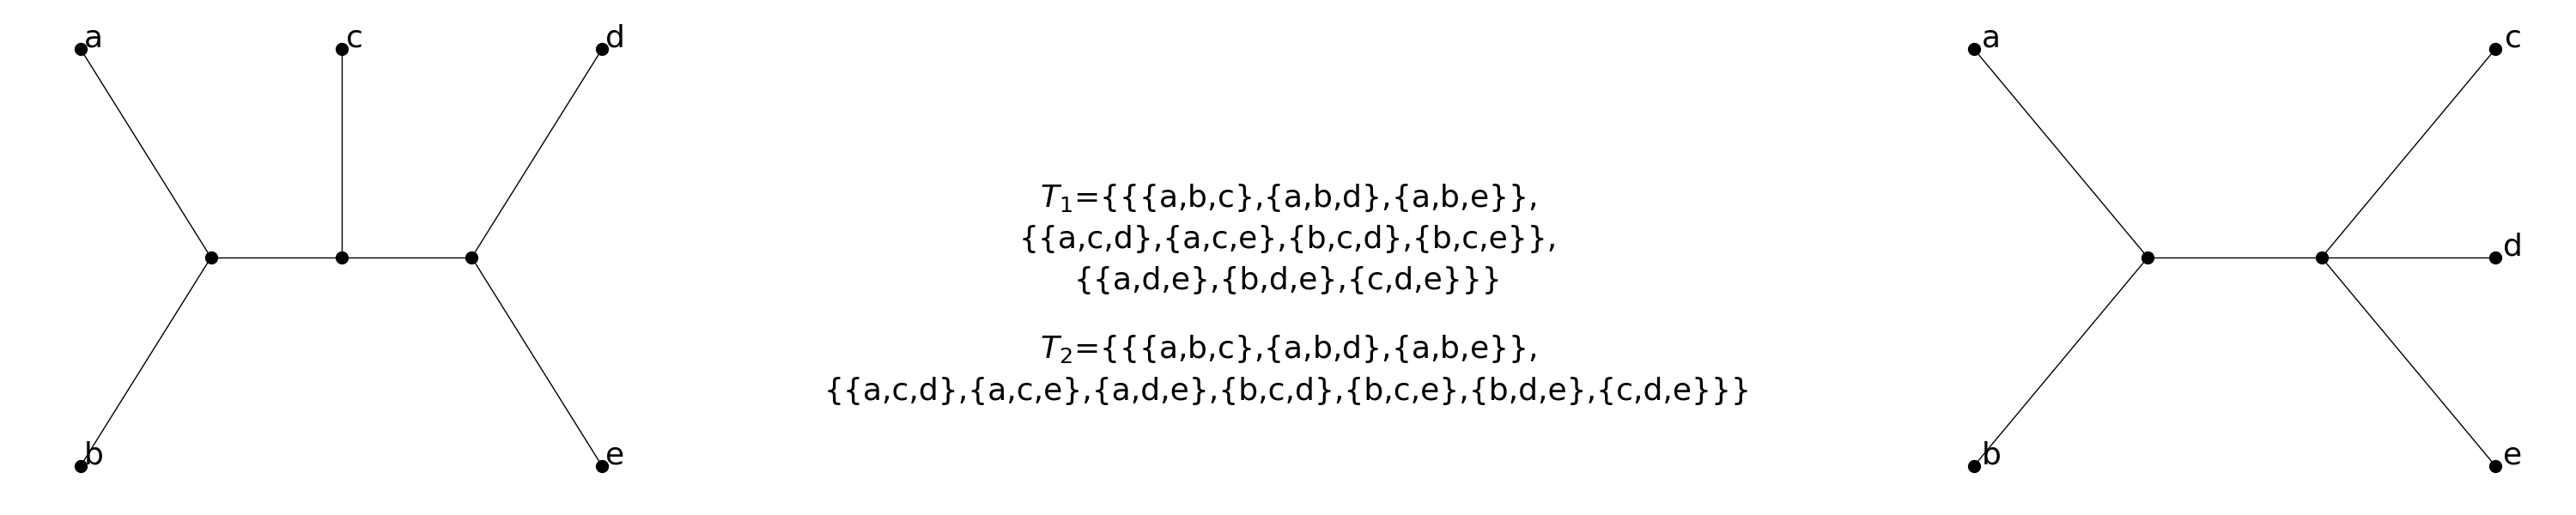 a
c
d
b
e
T₁={{{a,b,c},{a,b,d},{a,b,e}},
{{a,c,d},{a,c,e},{b,c,d},{b,c,e}},
{{a,d,e},{b,d,e},{c,d,e}}}
T₂={{{a,b,c},{a,b,d},{a,b,e}},
{{a,c,d},{a,c,e},{a,d,e},{b,c,d},{b,c,e},{b,d,e},{c,d,e}}}
a
c
d
b
e